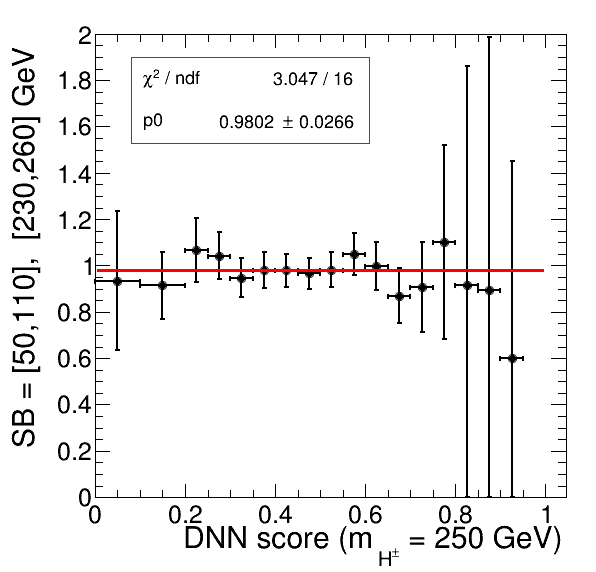 χ² / ndf 3.047 / 16
p0 0.9802 ± 0.0266
SB = [50,110], [230,260] GeV
2
1.8
1.6
1.4
1.2
1
0.8
0.6
0.4
0.2
0
0 0.2 0.4 0.6 0.8 1
DNN score (m_H± = 250 GeV)